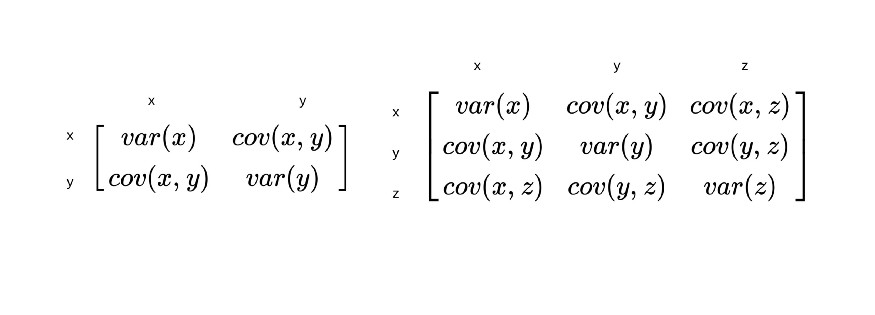 x y
x var(x) cov(x, y)
y cov(x, y) var(y)
x y z
x var(x) cov(x, y) cov(x, z)
y cov(x, y) var(y) cov(y, z)
z cov(x, z) cov(y, z) var(z)